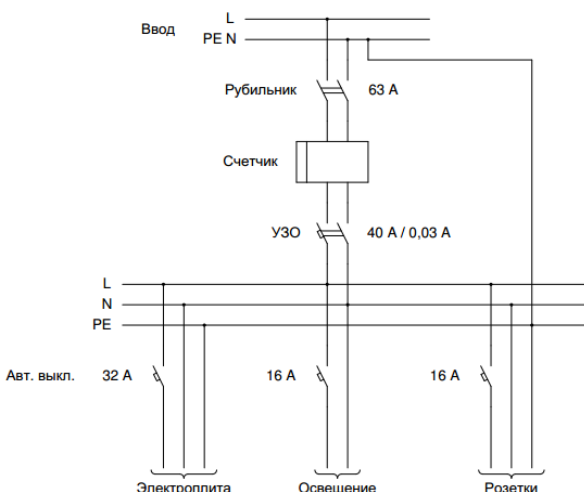 L
Ввод
PE N
Рубильник 63 А
Счетчик
УЗО 40 А / 0,03 А
L
N
PE
Авт. выкл. 32 А 16 А 16 А
Электроплита Освещение Розетки